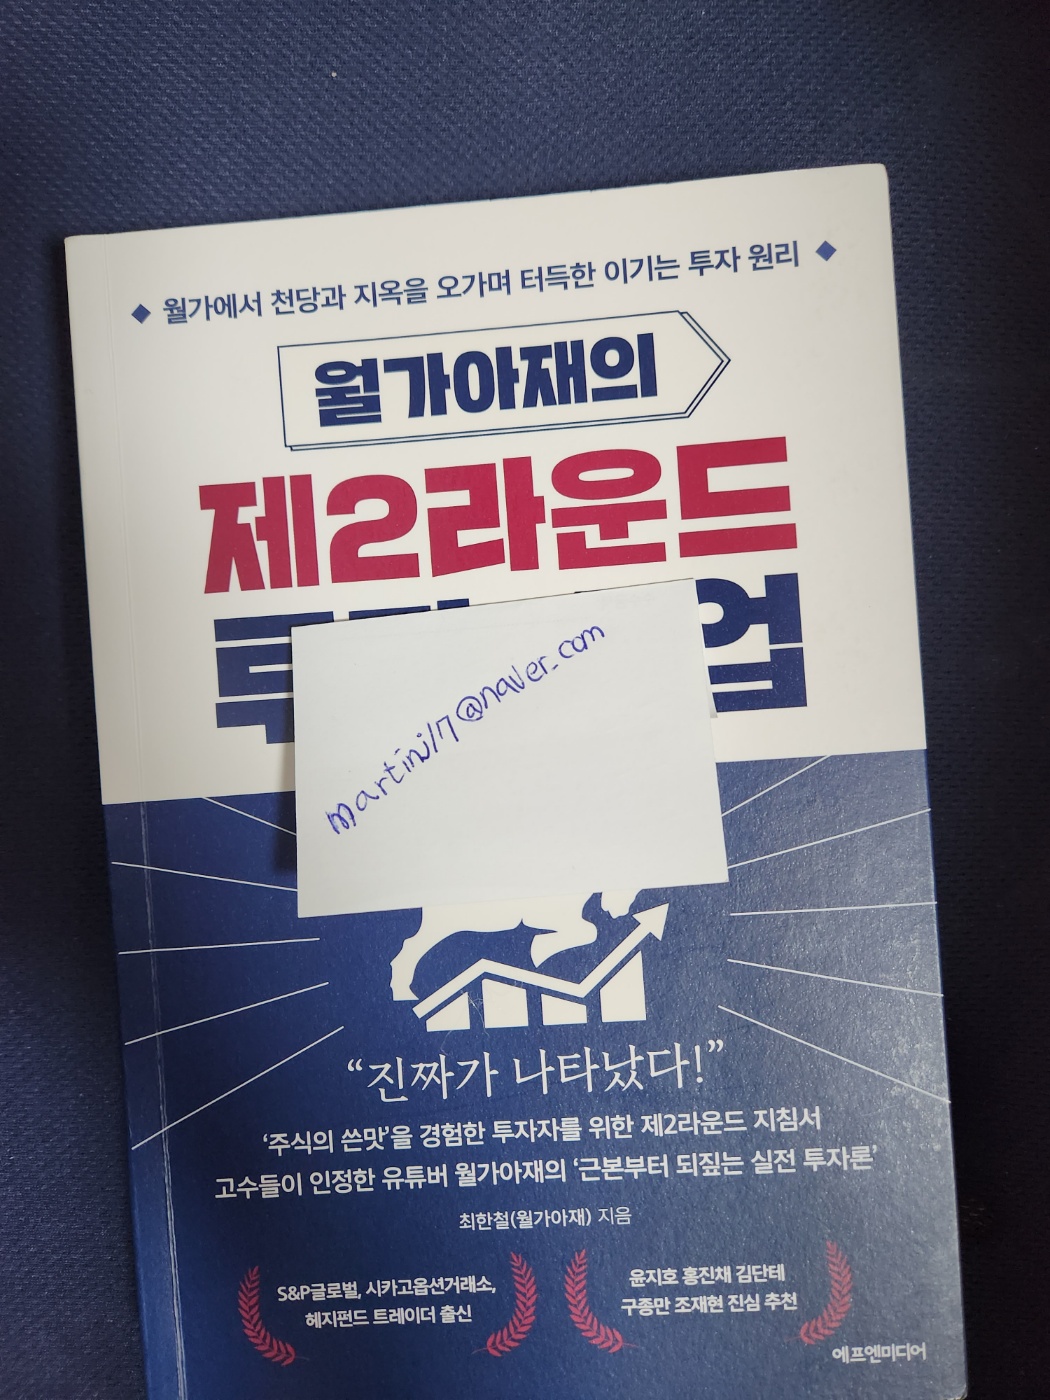 ◆ 월가에서 천당과 지옥을 오가며 터득한 이기는 투자 원리 ◆
월가아재의
제2라운드
업
martini17@naver.com
“진짜가 나타났다!”
‘주식의 쓴맛’을 경험한 투자자를 위한 제2라운드 지침서
고수들이 인정한 유튜버 월가아재의 ‘근본부터 되짚는 실전 투자론’
최한철(월가아재) 지음
S&P글로벌, 시카고옵션거래소,
헤지펀드 트레이더 출신
윤지호 홍진채 김단테
구종만 조재현 진심 추천
에프엔미디어